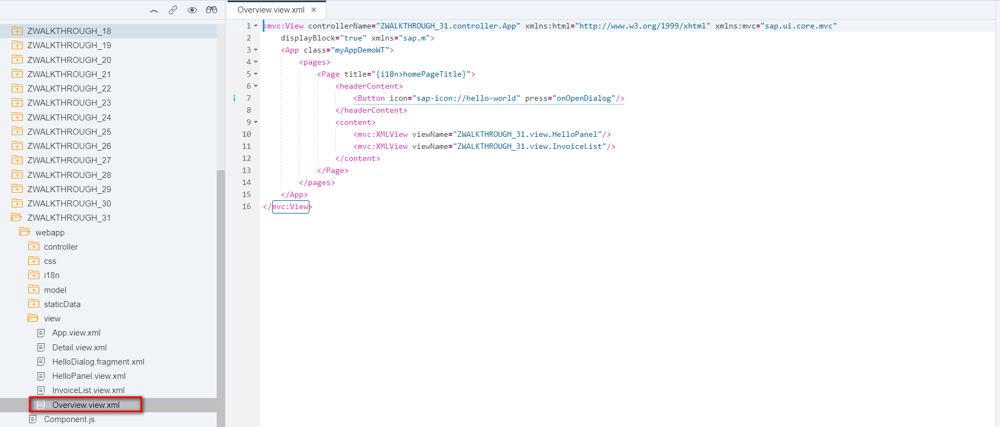 ZWALKTHROUGH_18
ZWALKTHROUGH_19
ZWALKTHROUGH_20
ZWALKTHROUGH_21
ZWALKTHROUGH_22
ZWALKTHROUGH_23
ZWALKTHROUGH_24
ZWALKTHROUGH_25
ZWALKTHROUGH_26
ZWALKTHROUGH_27
ZWALKTHROUGH_28
ZWALKTHROUGH_29
ZWALKTHROUGH_30
ZWALKTHROUGH_31
webapp
controller
css
i18n
model
staticData
view
App.view.xml
Detail.view.xml
HelloDialog.fragment.xml
HelloPanel.view.xml
InvoiceList.view.xml
Overview.view.xml
Component.js
Overview.view.xml ×
1 <mvc:View controllerName="ZWALKTHROUGH_31.controller.App" xmlns:html="http://www.w3.org/1999/xhtml" xmlns:mvc="sap.ui.core.mvc"
2 displayBlock="true" xmlns="sap.m">
3 <App class="myAppDemoWT">
4 <pages>
5 <Page title="{i18n>homePageTitle}">
6 <headerContent>
7 <Button icon="sap-icon://hello-world" press="onOpenDialog"/>
8 </headerContent>
9 <content>
10 <mvc:XMLView viewName="ZWALKTHROUGH_31.view.HelloPanel"/>
11 <mvc:XMLView viewName="ZWALKTHROUGH_31.view.InvoiceList"/>
12 </content>
13 </Page>
14 </pages>
15 </App>
16 </mvc:View>